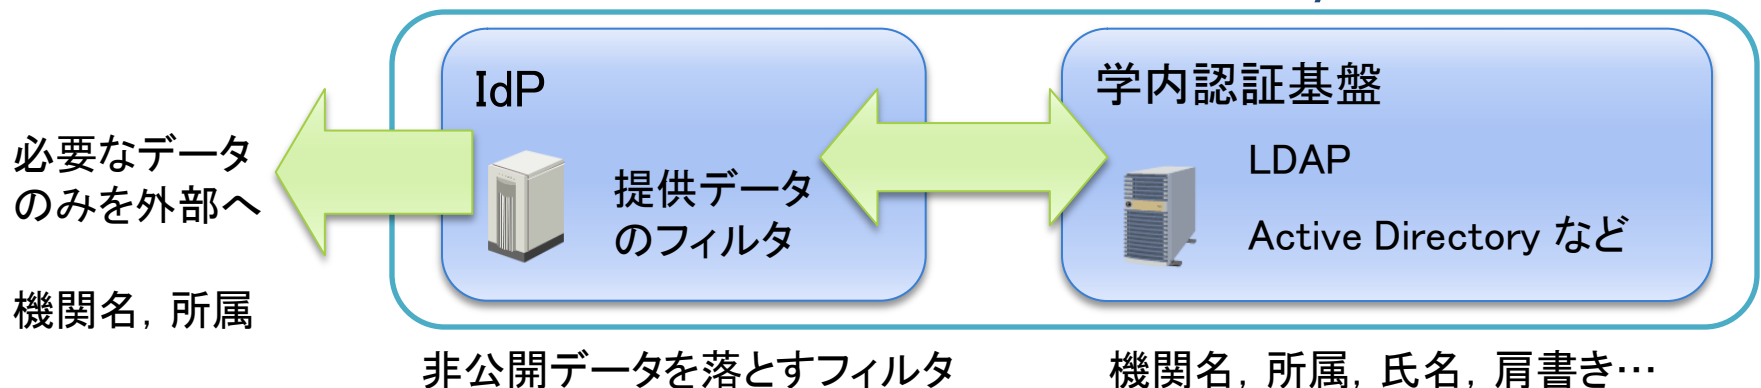 IdP
学内認証基盤
必要なデータ
のみを外部へ
提供データ
のフィルタ
LDAP
Active Directory など
機関名, 所属
非公開データを落とすフィルタ
機関名, 所属, 氏名, 肩書き…